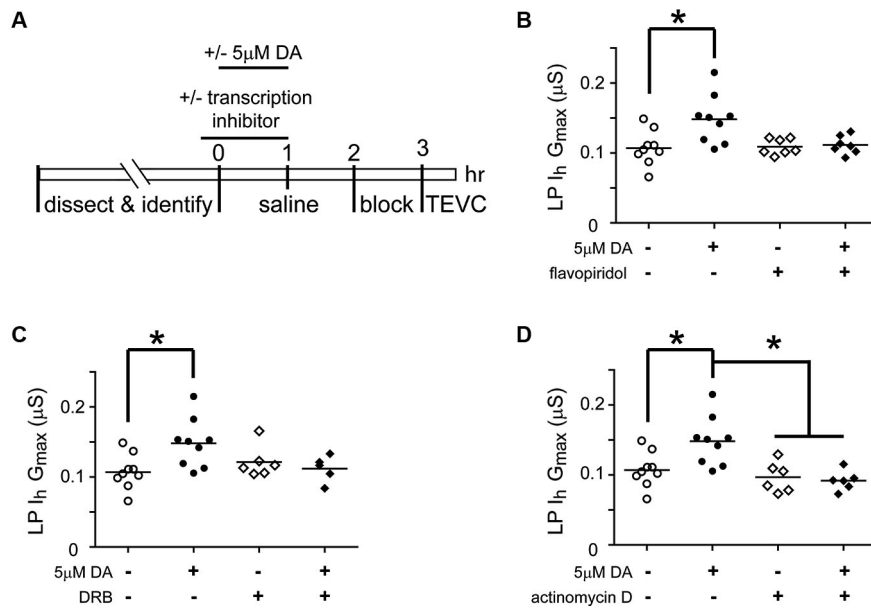 A
+/- 5μM DA
+/- transcription
inhibitor
0 1 2 3
hr
dissect & identify saline block TEVC
B
*
LP Ih Gmax (μS)
0.2
0.1
0
5μM DA - + - +
flavopiridol - - + +
C
*
LP Ih Gmax (μS)
0.2
0.1
0
5μM DA - + - +
DRB - - + +
D
* *
LP Ih Gmax (μS)
0.2
0.1
0
5μM DA - + - +
actinomycin D - - + +